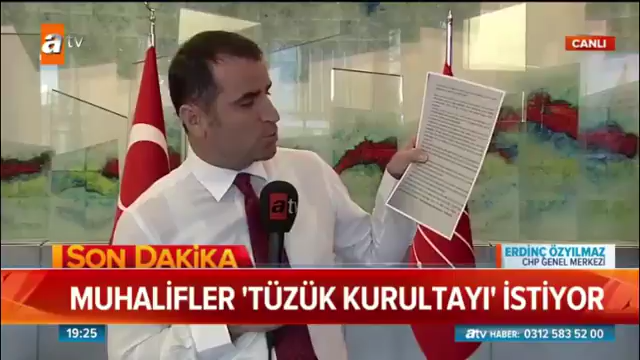 atv
CANLI
atv
SON DAKİKA
ERDİNÇ ÖZYILMAZ
CHP GENEL MERKEZİ
MUHALİFLER 'TÜZÜK KURULTAYI' İSTİYOR
19:25
atv HABER: 0312 583 52 00